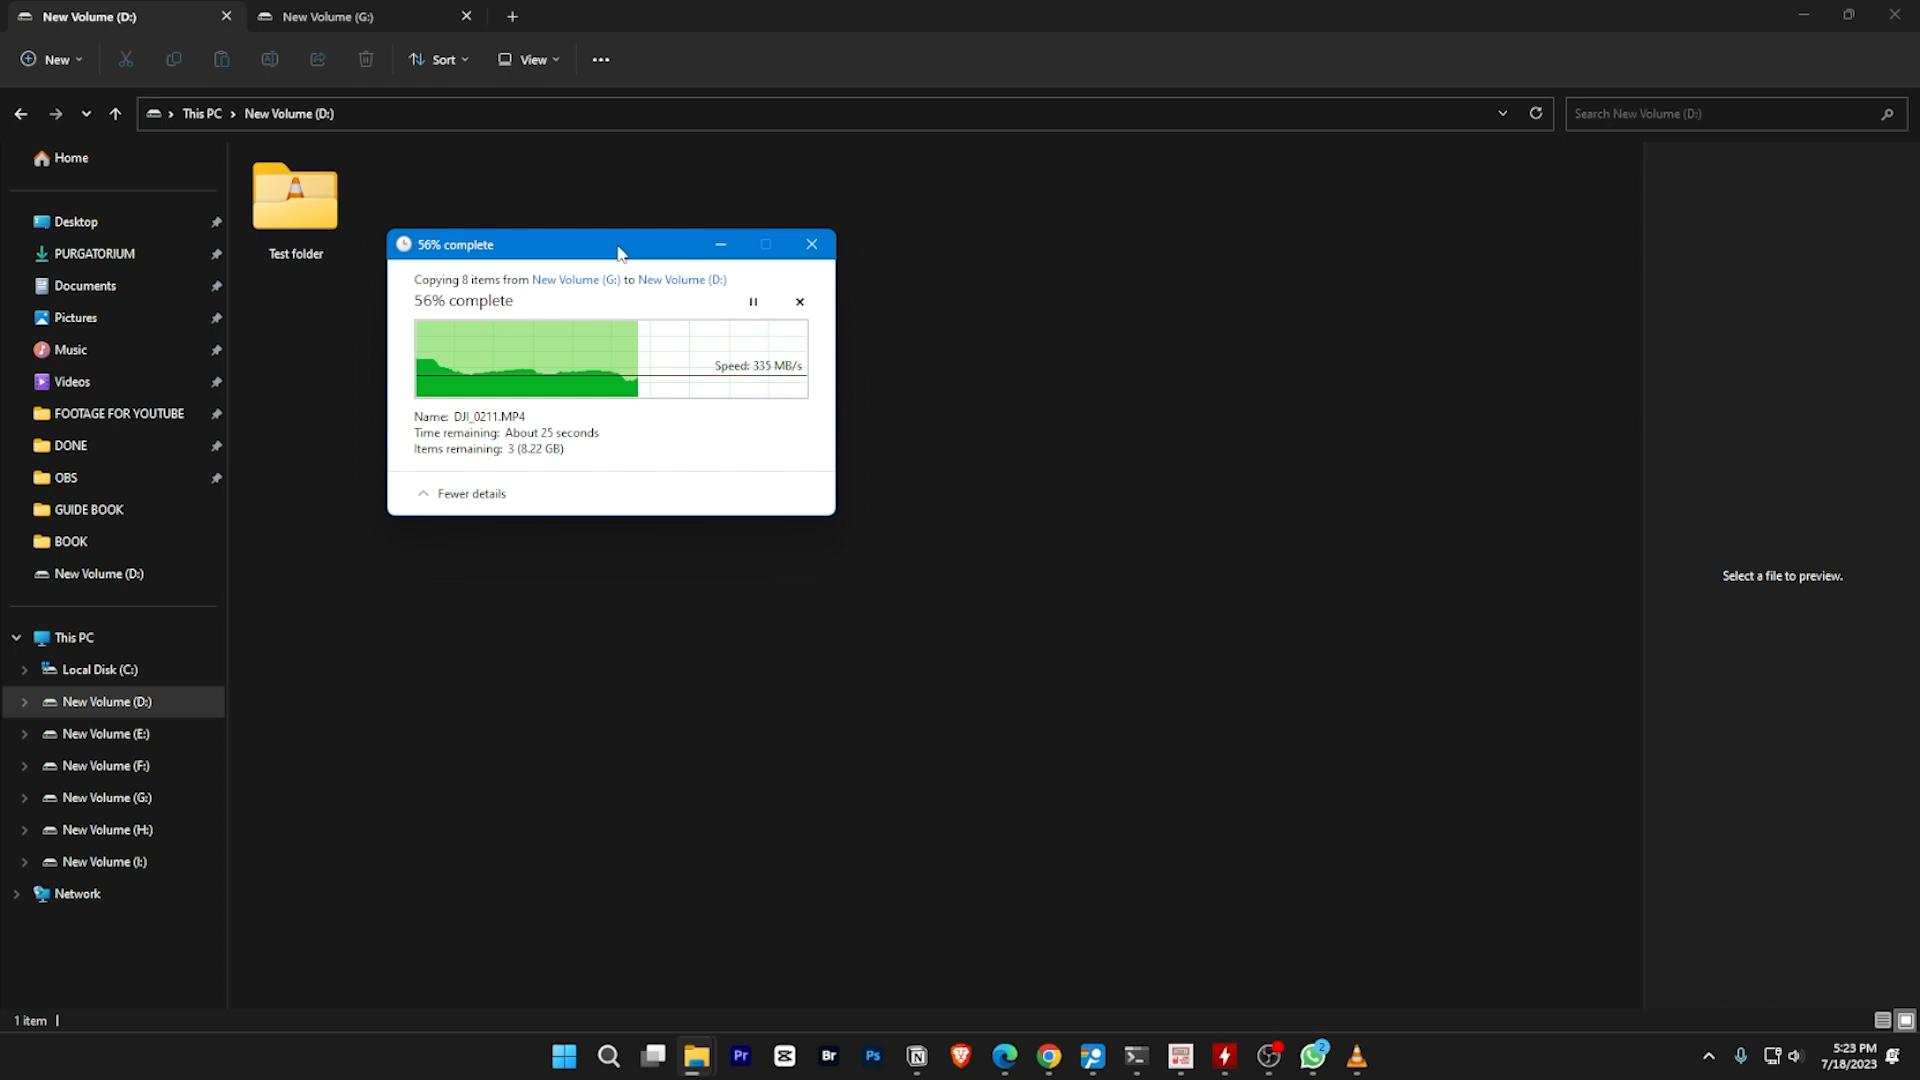 New Volume (D:)
New Volume (G:)
New
Sort
View
This PC
New Volume (D:)
Search New Volume (D:)
Home
Desktop
PURGATORIUM
Documents
Pictures
Music
Videos
FOOTAGE FOR YOUTUBE
DONE
OBS
GUIDE BOOK
BOOK
New Volume (D:)
This PC
Local Disk (C:)
New Volume (D:)
New Volume (E:)
New Volume (F:)
New Volume (G:)
New Volume (H:)
New Volume (I:)
Network
Test folder
56% complete
Copying 8 items from New Volume (G:) to New Volume (D:)
56% complete
Speed: 335 MB/s
Name: DJI_0211.MP4
Time remaining: About 25 seconds
Items remaining: 3 (8.22 GB)
Fewer details
Select a file to preview.
1 item
Pr
Br
Ps
2
5:23 PM
7/18/2023